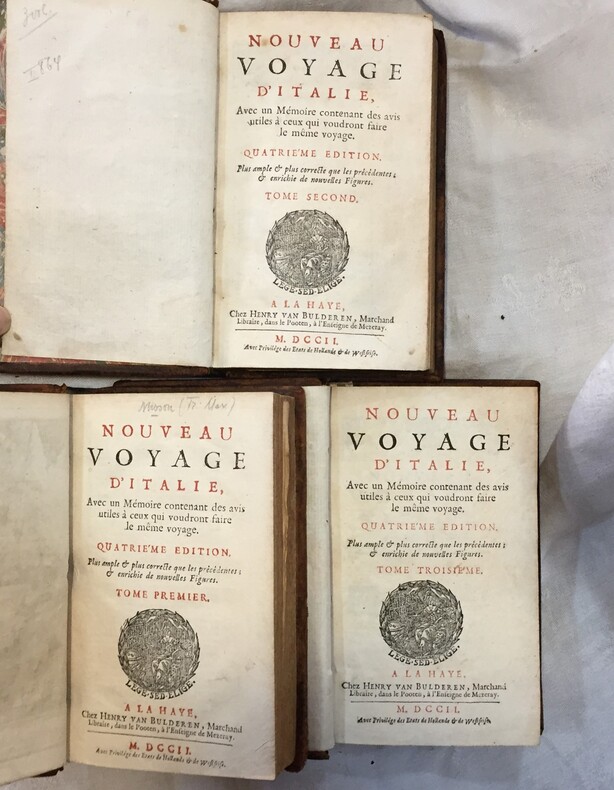 NOUVEAU
VOYAGE
D'ITALIE,
Avec un Mémoire contenant des avis
utiles à ceux qui voudront faire
le même voyage.
QUATRIE'ME EDITION,
Plus ample & plus correcte que les précédentes;
& enrichie de nouvelles Figures.
TOME SECOND.
LEGE·SED·ELIGE.
A LA HAYE,
Chez HENRY VAN BULDEREN, Marchand
Libraire, dans le Pooten, à l'Enseigne de Mezeray.
M. DCCII.
Avec Privilége des Etats de Hollande & de Westfrise.
Misson
NOUVEAU
VOYAGE
D'ITALIE,
Avec un Mémoire contenant des avis
utiles à ceux qui voudront faire
le même voyage.
QUATRIE'ME EDITION.
Plus ample & plus correcte que les précédentes;
& enrichie de nouvelles Figures.
TOME PREMIER.
LEGE·SED·ELIGE.
A LA HAYE,
Chez HENRY VAN BULDEREN, Marchand
Libraire, dans le Pooten, à l'Enseigne de Mezeray.
M. DCCII.
Avec Privilége des Etats de Hollande & de Westfrise.
NOUVEAU
VOYAGE
D'ITALIE,
Avec un Mémoire contenant des avis
utiles à ceux qui voudront faire
le même voyage.
QUATRIE'ME EDITION.
Plus ample & plus correcte que les précédentes:
& enrichie de nouvelles Figures.
TOME TROISIE'ME.
LEGE·SED·ELIGE.
A LA HAYE,
Chez HENRY VAN BULDEREN, Marchand
Libraire, dans le Pooten, à l'Enseigne de Mezeray.
M. DCCII.
Avec Privilége des Etats de Hollande & de Westfrise.